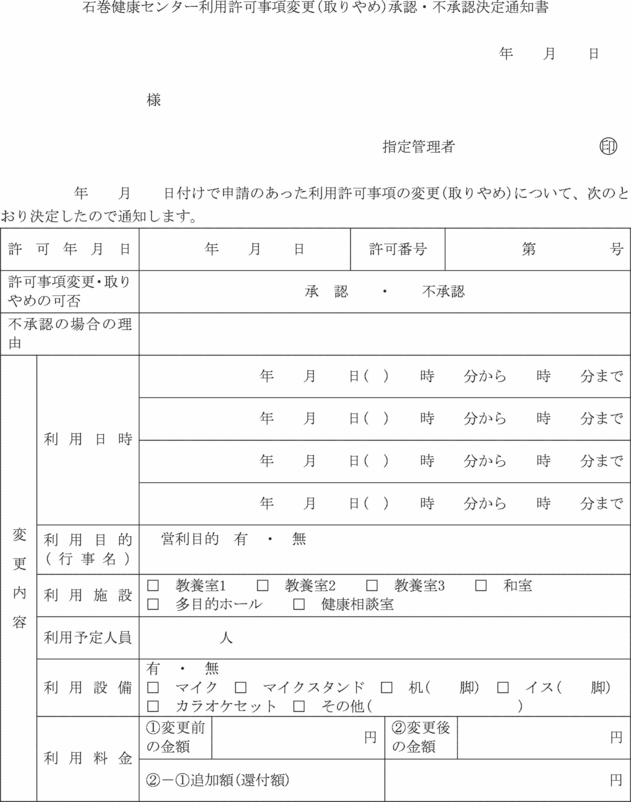 石巻健康センター利用許可事項変更(取りやめ)承認・不承認決定通知書
年　　月　　日
様
指定管理者　　　　　　　　　　㊞
年　　月　　日付けで申請のあった利用許可事項の変更(取りやめ)について、次のと
おり決定したので通知します。
許可年月日　　年　　月　　日　　許可番号　　第　　　　　号
許可事項変更・取り
やめの可否
承　認　　・　　不承認
不承認の場合の理
由
変更内容
利用日時
年　　月　　日(　)　　時　　分から　　時　　分まで
年　　月　　日(　)　　時　　分から　　時　　分まで
年　　月　　日(　)　　時　　分から　　時　　分まで
年　　月　　日(　)　　時　　分から　　時　　分まで
利用目的
(行事名)
営利目的　有　・　無
利用施設
□　教養室1　　□　教養室2　　□　教養室3　　□　和室
□　多目的ホール　　□　健康相談室
利用予定人員　　　　　人
利用設備
有　・　無
□　マイク　□　マイクスタンド　□　机(　　脚)　□　イス(　　脚)
□　カラオケセット　□　その他(　　　　　　　　　　)
利用料金
①変更前
の金額
円
②変更後
の金額
円
②－①追加額(還付額)　　　　　円